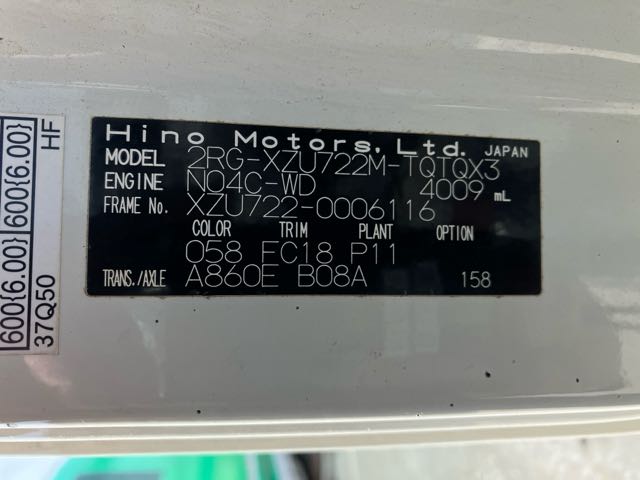 Hino Motors, Ltd. JAPAN
MODEL 2RG-XZU722M-TQTQX3
ENGINE N04C-WD 4009 mL
FRAME No. XZU722-0006116
COLOR TRIM PLANT OPTION
058 FC18 P11
TRANS./AXLE A860E B08A 158
600{6.00} 600{6.00}
37Q50 HF